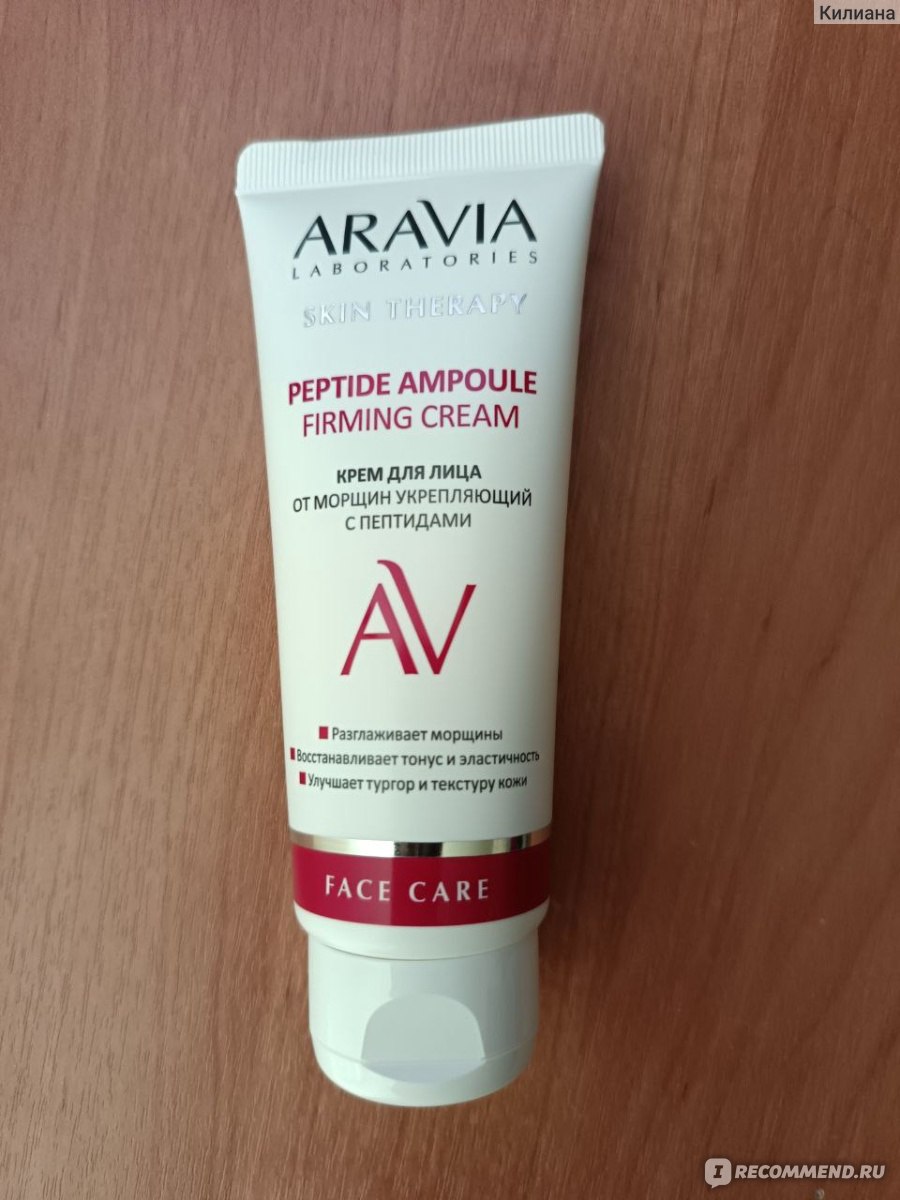 Килиана
ARAVIA
LABORATORIES
SKIN THERAPY
PEPTIDE AMPOULE
FIRMING CREAM
КРЕМ ДЛЯ ЛИЦА
ОТ МОРЩИН УКРЕПЛЯЮЩИЙ
С ПЕПТИДАМИ
AV
Разглаживает морщины
Восстанавливает тонус и эластичность
Улучшает тургор и текстуру кожи
FACE CARE
IRECOMMEND.RU